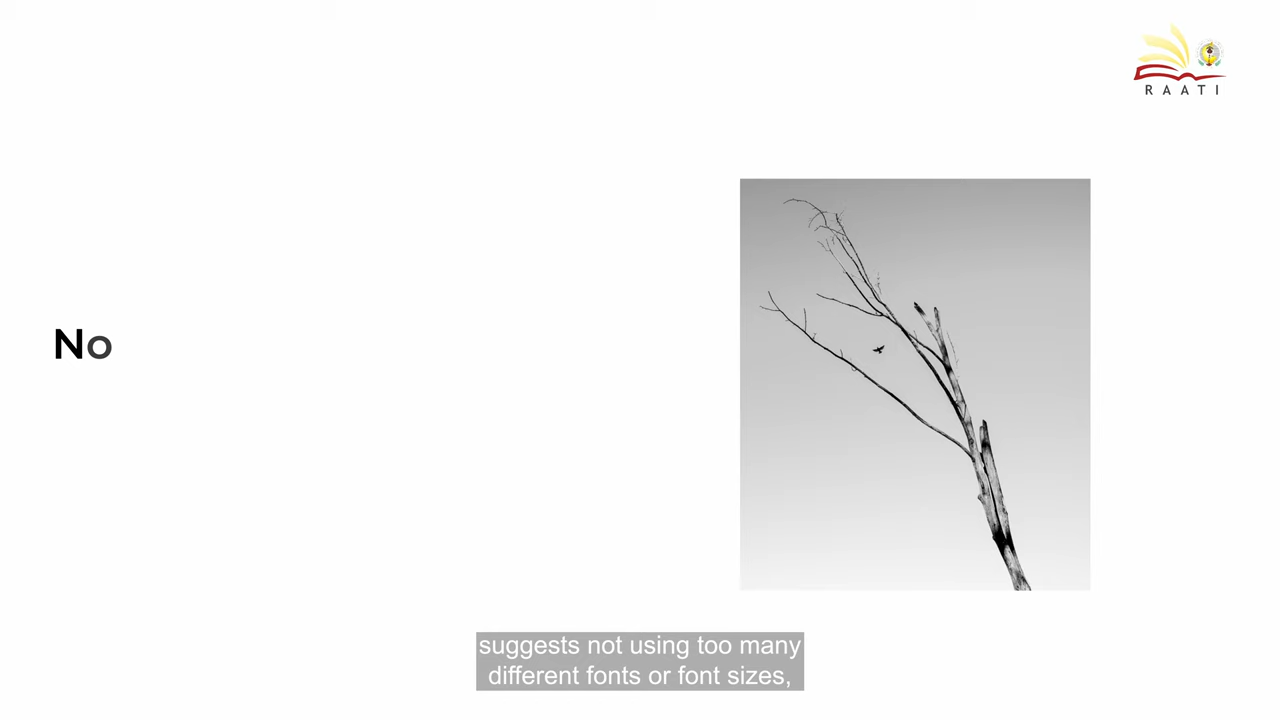 RAATI
No
suggests not using too many
different fonts or font sizes,